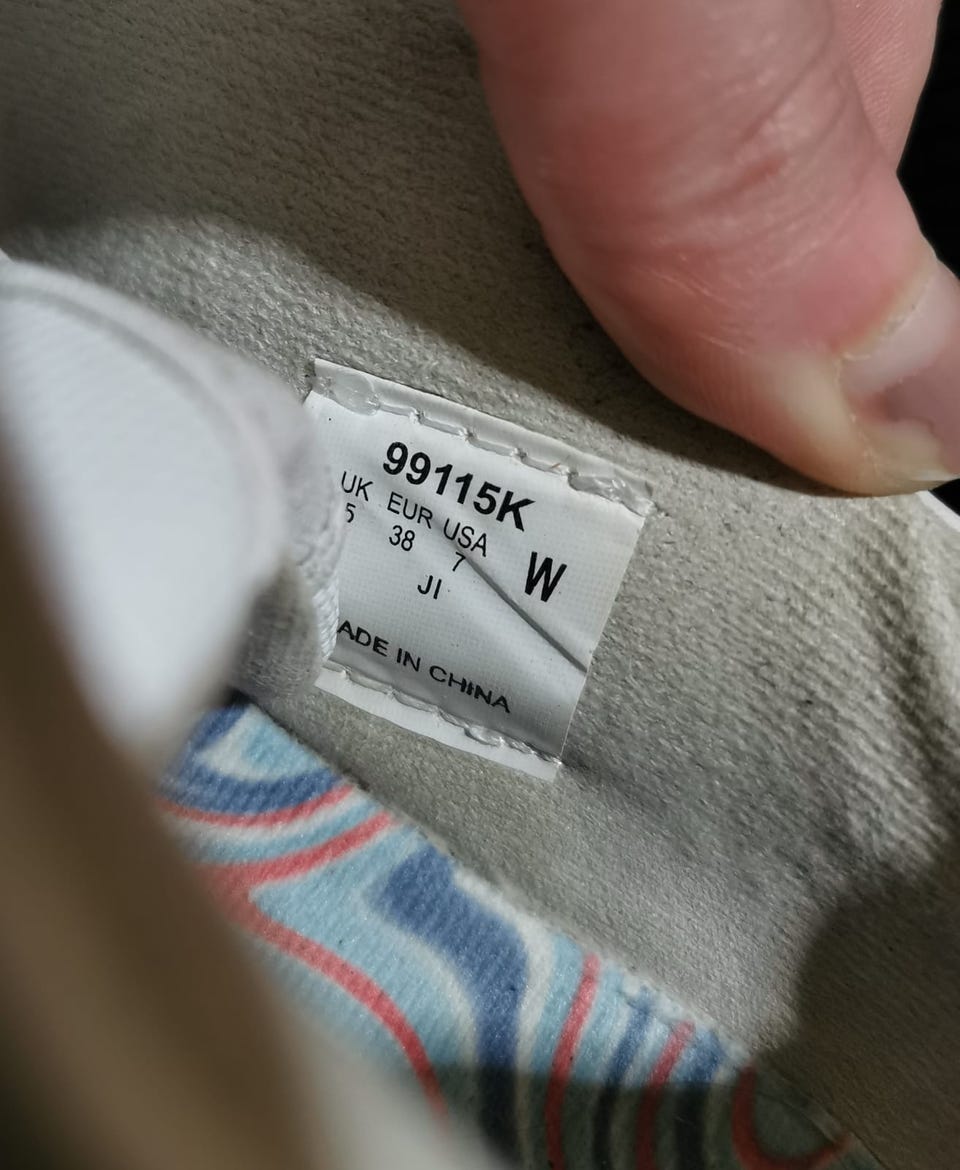 99115K
UK EUR USA
5 38 7 W
JI
ADE IN CHINA